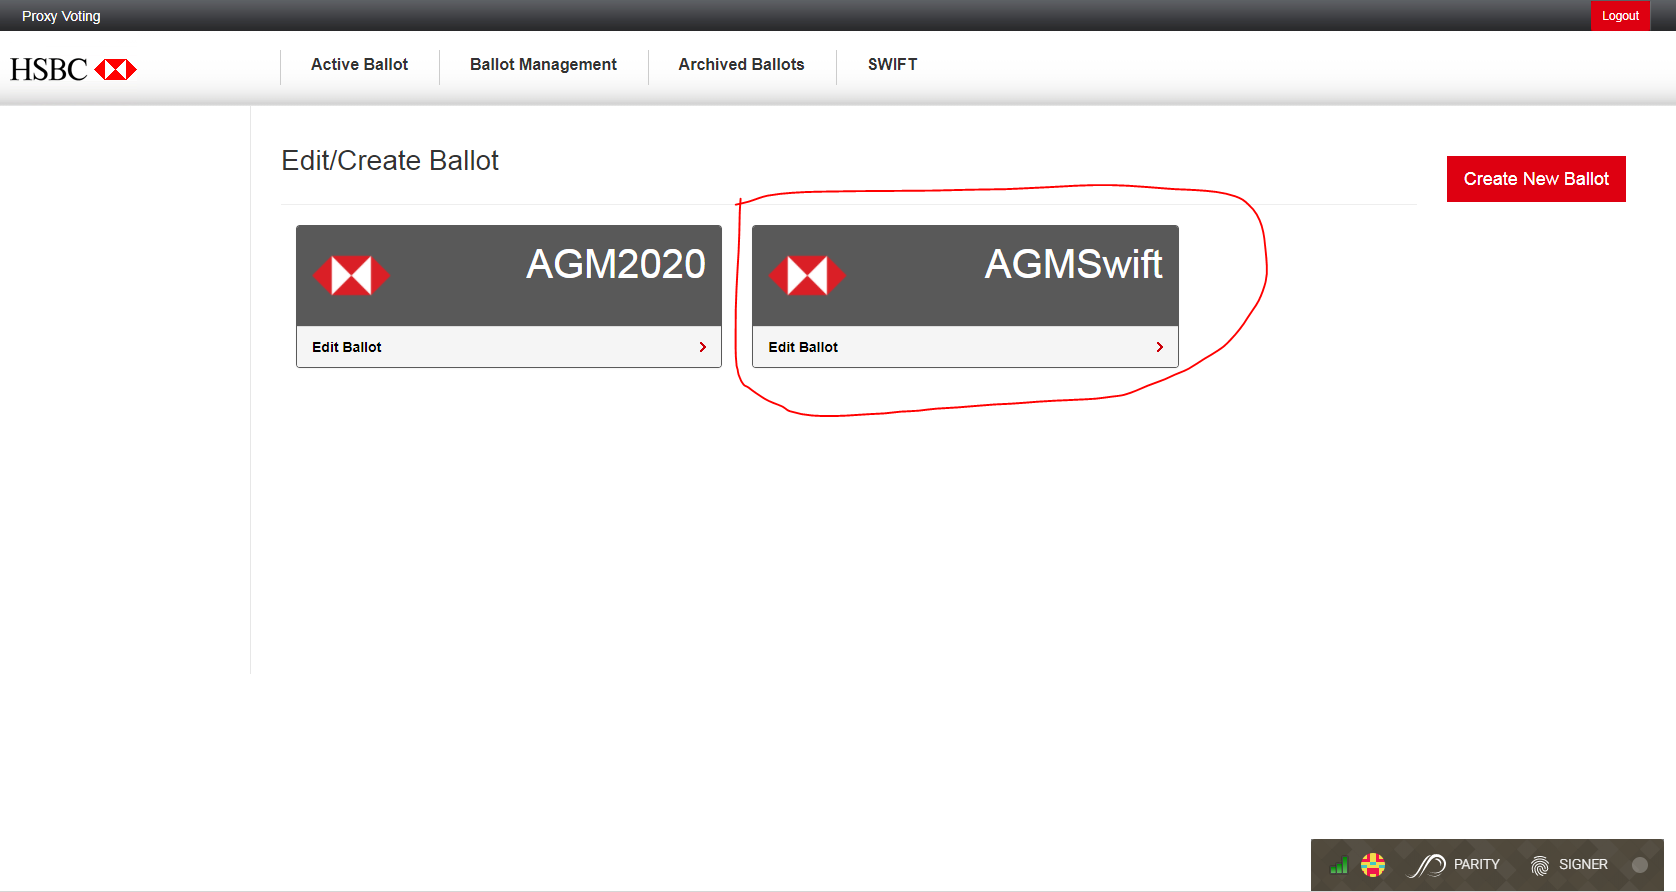 Proxy Voting
Logout
HSBC
Active Ballot
Ballot Management
Archived Ballots
SWIFT
Edit/Create Ballot
Create New Ballot
AGM2020
Edit Ballot
AGMSwift
Edit Ballot
PARITY
SIGNER